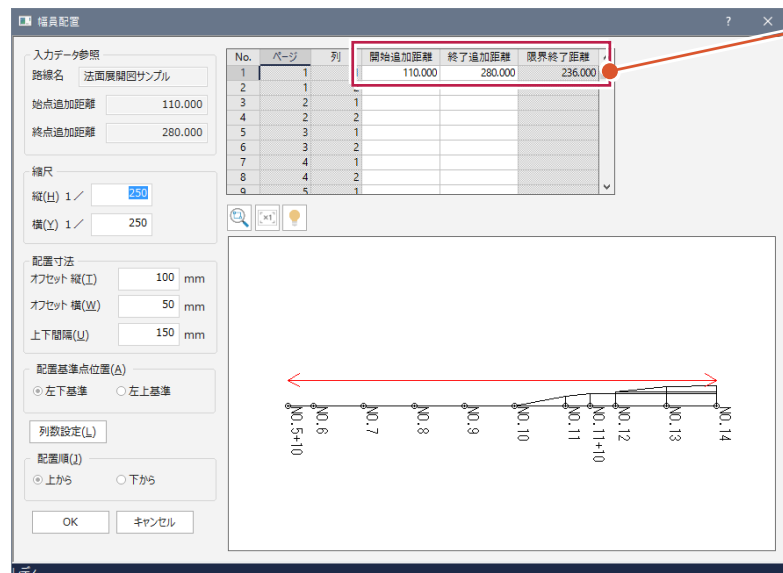 幅員配置 ? ×
入力データ参照
路線名 法面展開図サンプル
始点追加距離 110.000
終点追加距離 280.000
縮尺
縦(H) 1／ 250
横(Y) 1／ 250
配置寸法
オフセット 縦(T) 100 mm
オフセット 横(W) 50 mm
上下間隔(U) 150 mm
配置基準点位置(A)
左下基準 左上基準
列数設定(L)
配置順(J)
上から 下から
OK キャンセル
No. ページ 列 開始追加距離 終了追加距離 限界終了距離
1 1 110.000 280.000 236.000
2 1 2
3 2 1
4 2 2
5 3 1
6 3 2
7 4 1
8 4 2
9 5 1
×1
NO.5+10
NO.6
NO.7
NO.8
NO.9
NO.10
NO.11
NO.11+10
NO.12
NO.13
NO.14